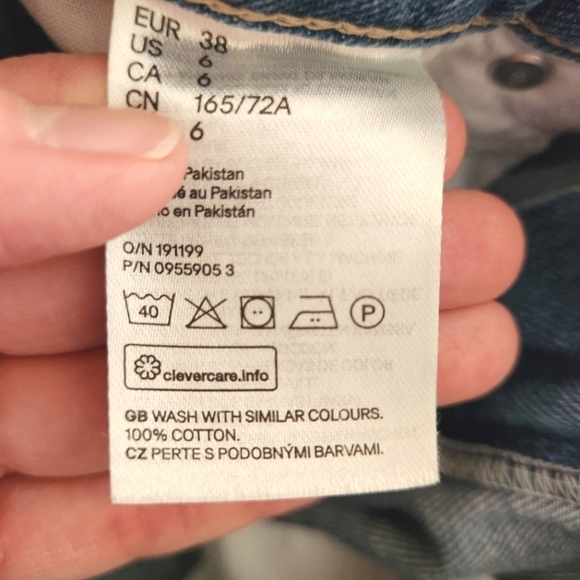 EUR 38
US 6
CA 6
CN 165/72A
6
Pakistan
au Pakistan
en Pakistán
O/N 191199
P/N 0955905 3
40 P
clevercare.info
GB WASH WITH SIMILAR COLOURS.
100% COTTON.
CZ PERTE S PODOBNÝMI BARVAMI.